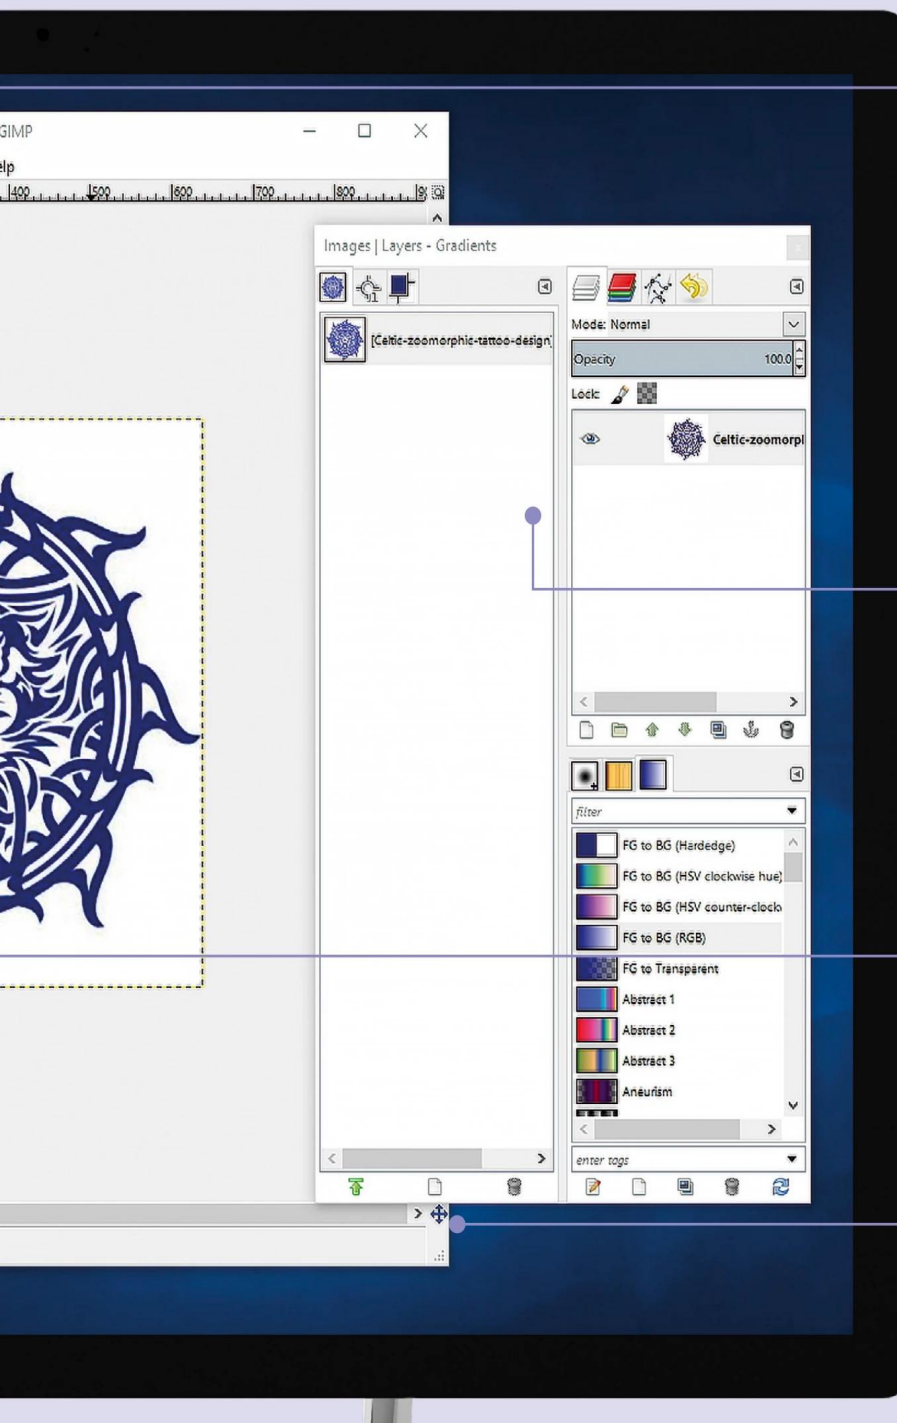 GIMP
elp
400 500 600 700 800 9
Images | Layers - Gradients
Mode: Normal
Opacity 100.0
Lock:
[Celtic-zoomorphic-tattoo-design]
Celtic-zoomorpl
filter
FG to BG (Hardedge)
FG to BG (HSV clockwise hue)
FG to BG (HSV counter-clock
FG to BG (RGB)
FG to Transparent
Abstract 1
Abstract 2
Abstract 3
Aneurism
enter tags